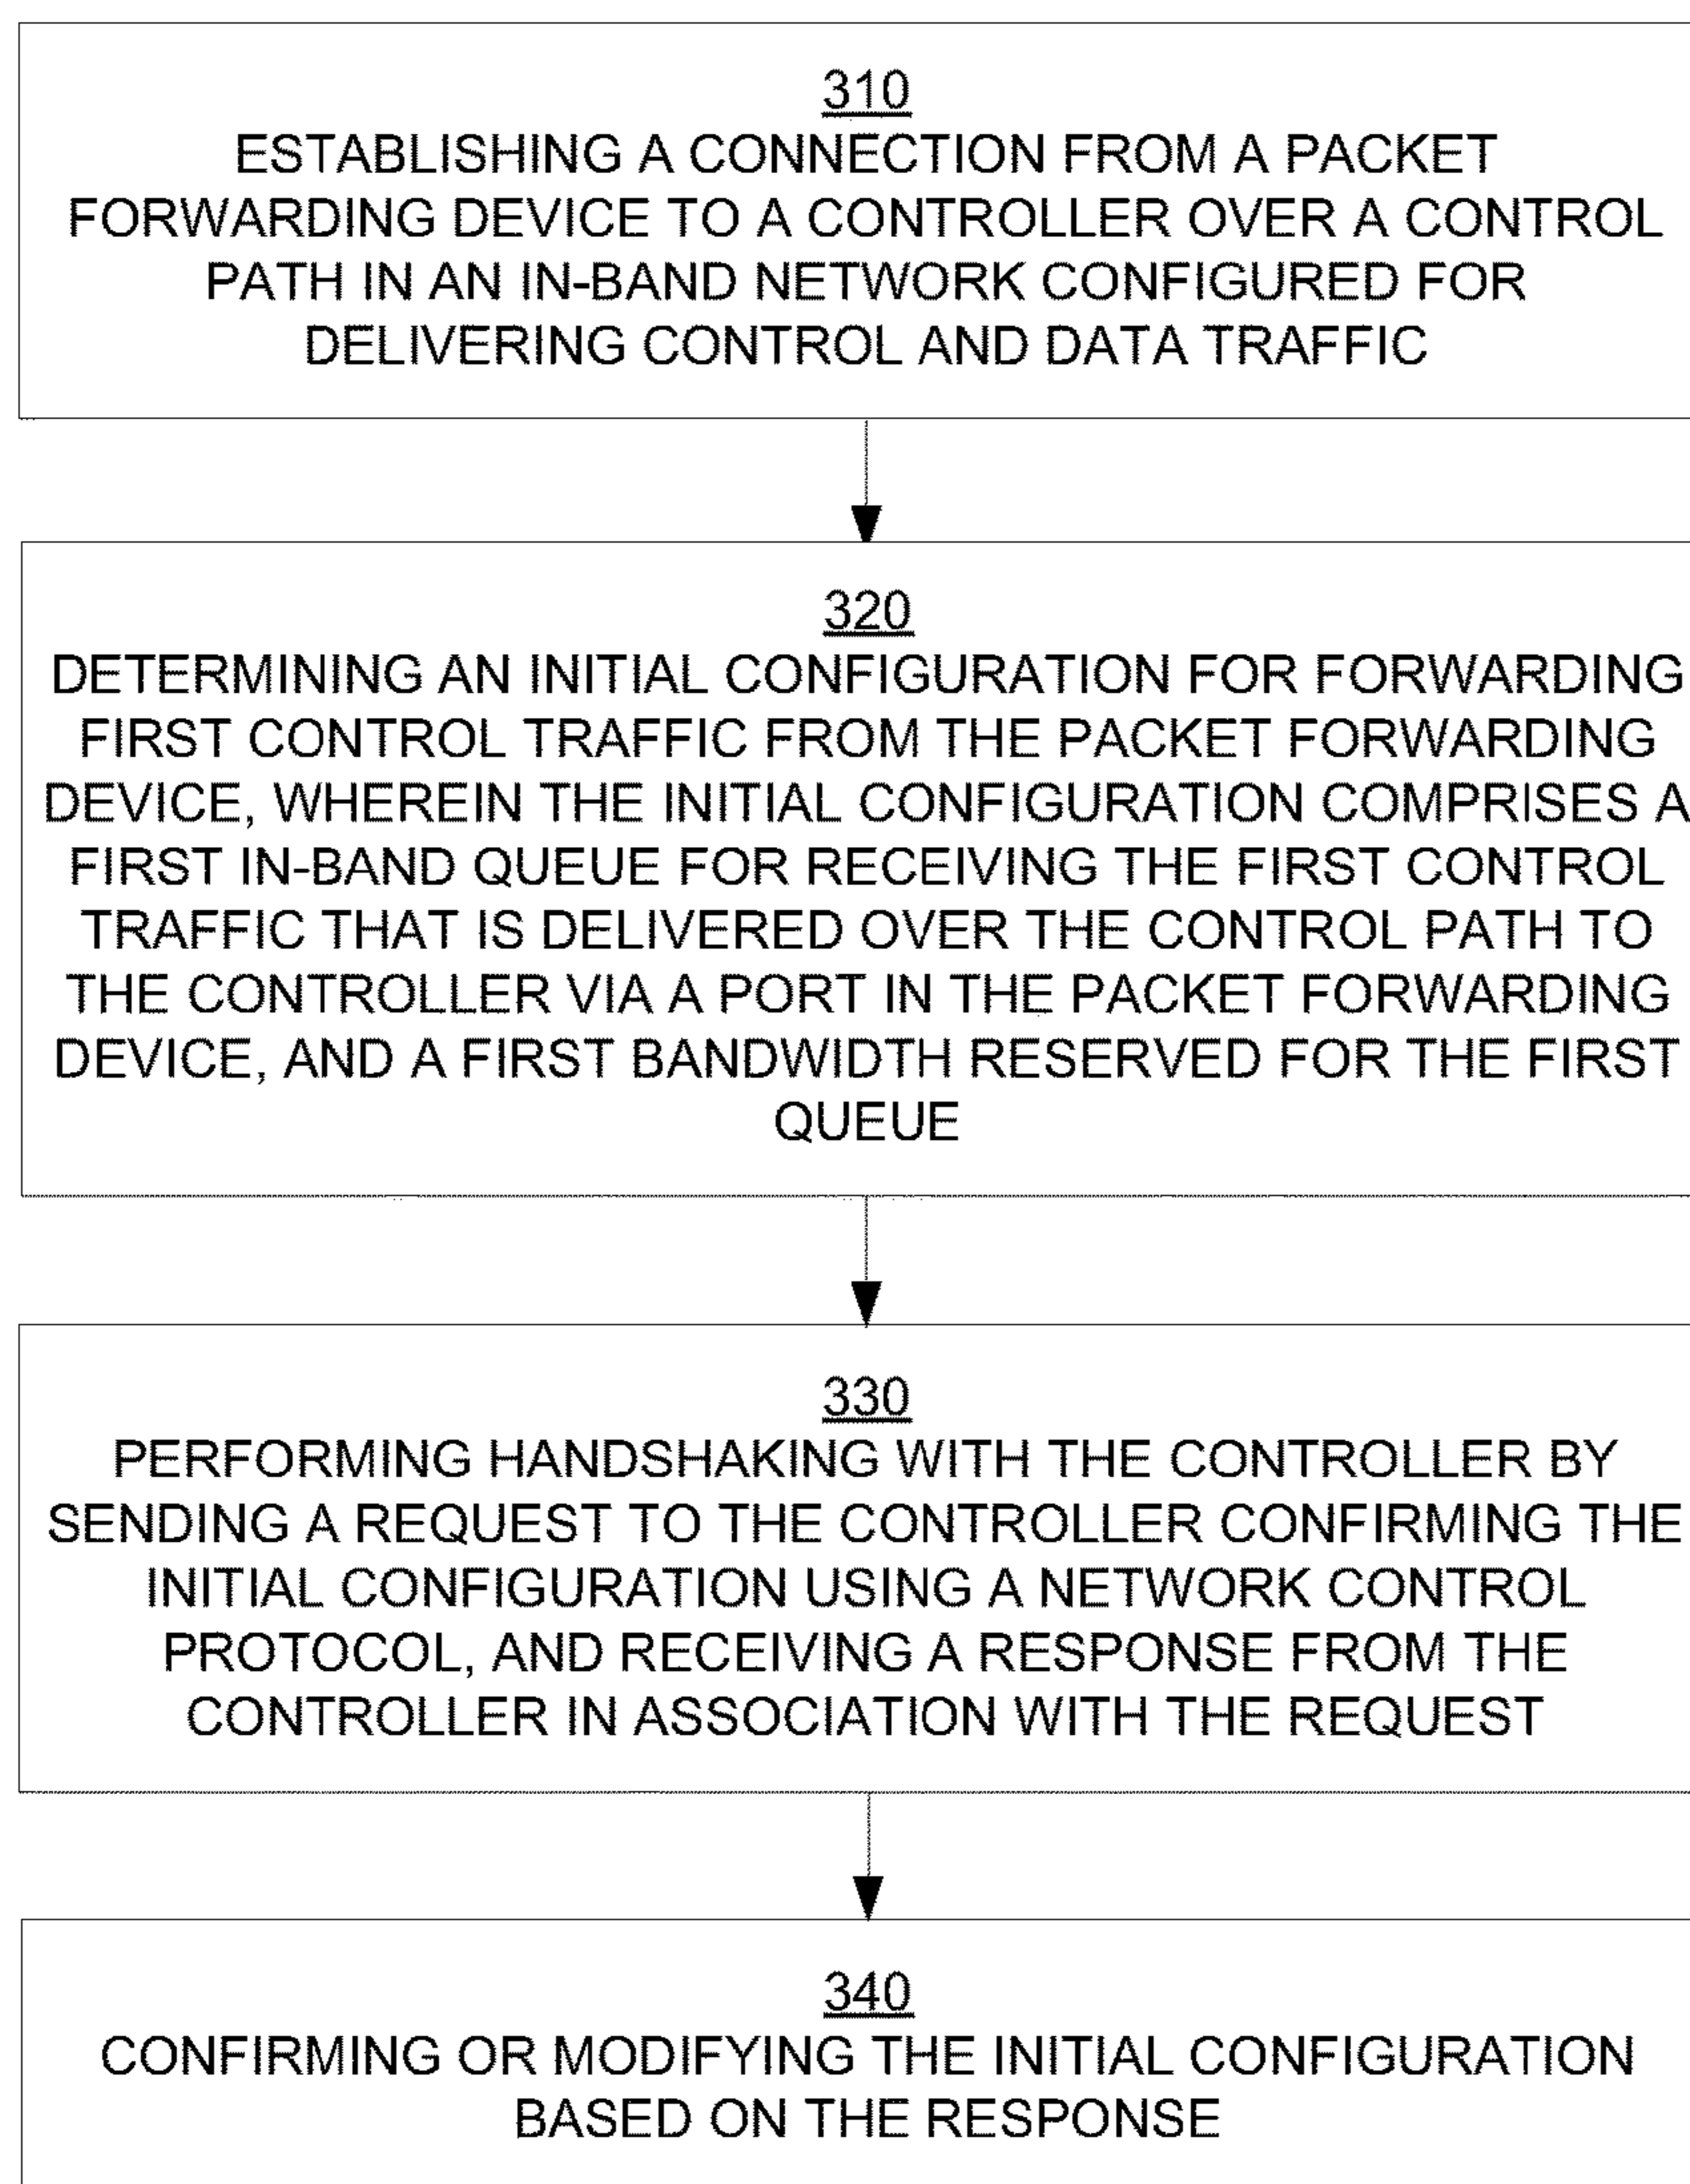 310
ESTABLISHING A CONNECTION FROM A PACKET
FORWARDING DEVICE TO A CONTROLLER OVER A CONTROL
PATH IN AN IN-BAND NETWORK CONFIGURED FOR
DELIVERING CONTROL AND DATA TRAFFIC
320
DETERMINING AN INITIAL CONFIGURATION FOR FORWARDING
FIRST CONTROL TRAFFIC FROM THE PACKET FORWARDING
DEVICE, WHEREIN THE INITIAL CONFIGURATION COMPRISES A
FIRST IN-BAND QUEUE FOR RECEIVING THE FIRST CONTROL
TRAFFIC THAT IS DELIVERED OVER THE CONTROL PATH TO
THE CONTROLLER VIA A PORT IN THE PACKET FORWARDING
DEVICE, AND A FIRST BANDWIDTH RESERVED FOR THE FIRST
QUEUE
330
PERFORMING HANDSHAKING WITH THE CONTROLLER BY
SENDING A REQUEST TO THE CONTROLLER CONFIRMING THE
INITIAL CONFIGURATION USING A NETWORK CONTROL
PROTOCOL, AND RECEIVING A RESPONSE FROM THE
CONTROLLER IN ASSOCIATION WITH THE REQUEST
340
CONFIRMING OR MODIFYING THE INITIAL CONFIGURATION
BASED ON THE RESPONSE